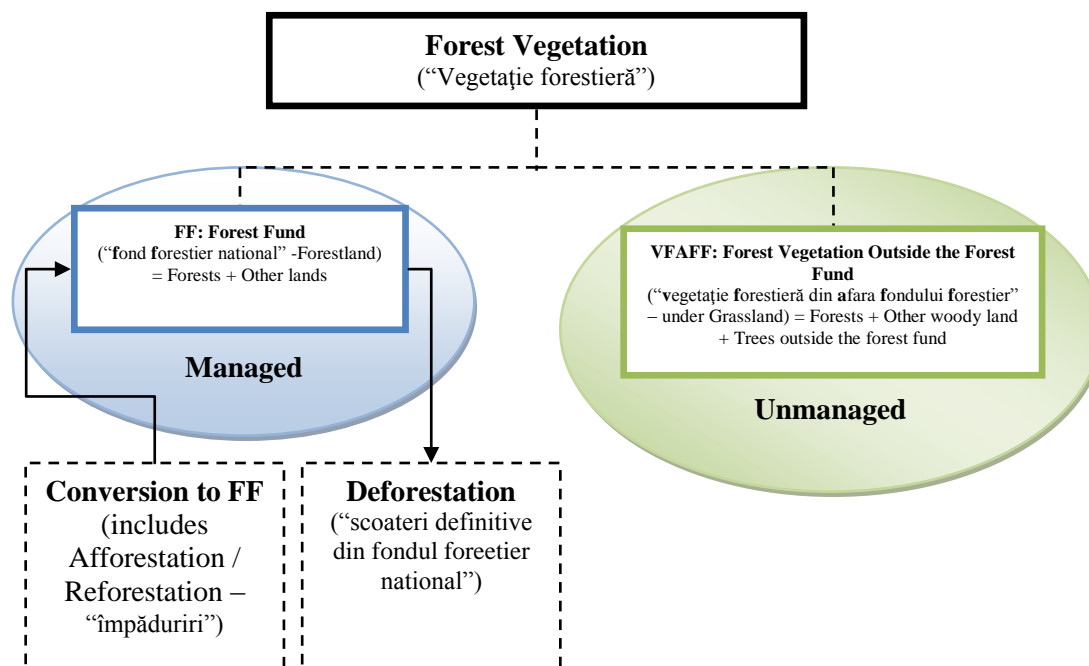 Forest Vegetation
(“Vegetație forestieră”)
FF: Forest Fund
(“fond forestier national” -Forestland)
= Forests + Other lands
Managed
VFAFF: Forest Vegetation Outside the Forest
Fund
(“vegetație forestieră din afara fondului forestier”
– under Grassland) = Forests + Other woody land
+ Trees outside the forest fund
Unmanaged
Conversion to FF
(includes
Afforestation /
Reforestation –
“împăduriri”)
Deforestation
(“scoateri definitive
din fondul foreetier
national”)